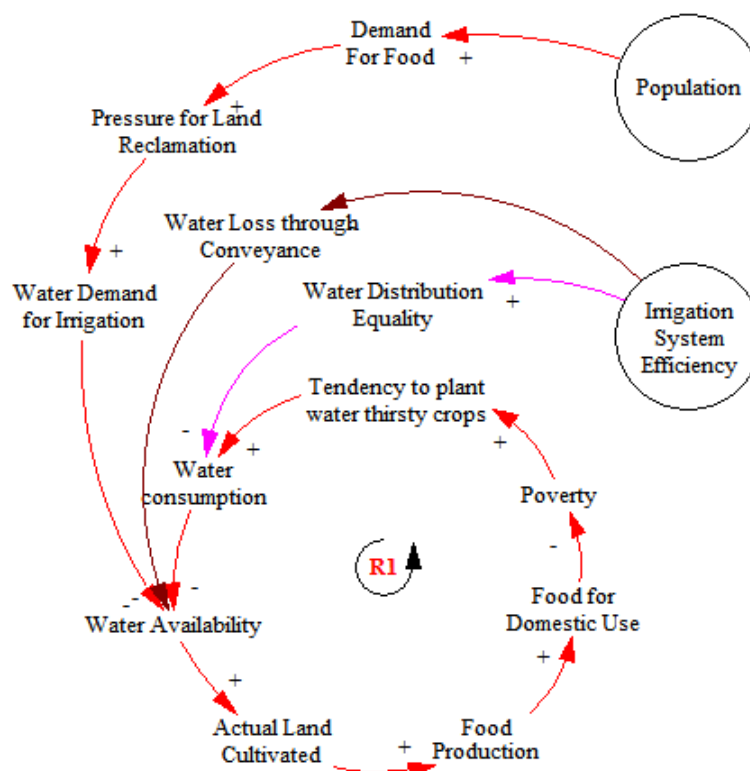 Demand
For Food
+
Population
+
Pressure for Land
Reclamation
Water Loss through
Conveyance
-
+
Water Demand
for Irrigation
Water Distribution
Equality
+
Irrigation
System
Efficiency
Tendency to plant
water thirsty crops
-
+
+
Water
consumption
Poverty
-
R1
-
-
-
Food for
Domestic Use
Water Availability
+
+
Actual Land
Cultivated
+
Food
Production